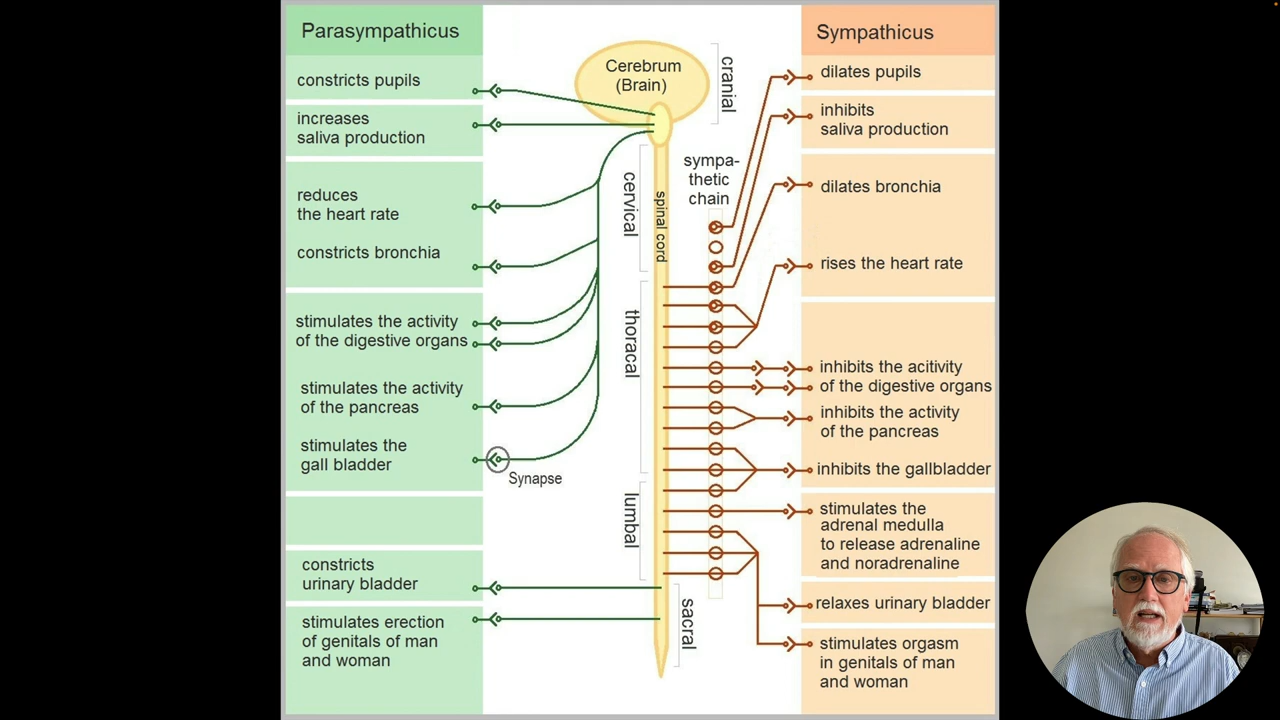 Parasympathicus
constricts pupils
increases
saliva production
reduces
the heart rate
constricts bronchia
stimulates the activity
of the digestive organs
stimulates the activity
of the pancreas
stimulates the
gall bladder
constricts
urinary bladder
stimulates erection
of genitals of man
and woman
Cerebrum
(Brain)
cranial
cervical
spinal cord
sympa-
thetic
chain
thoracal
Synapse
lumbal
sacral
Sympathicus
dilates pupils
inhibits
saliva production
dilates bronchia
rises the heart rate
inhibits the acitivity
of the digestive organs
inhibits the activity
of the pancreas
inhibits the gallbladder
stimulates the
adrenal medulla
to release adrenaline
and noradrenaline
relaxes urinary bladder
stimulates orgasm
in genitals of man
and woman